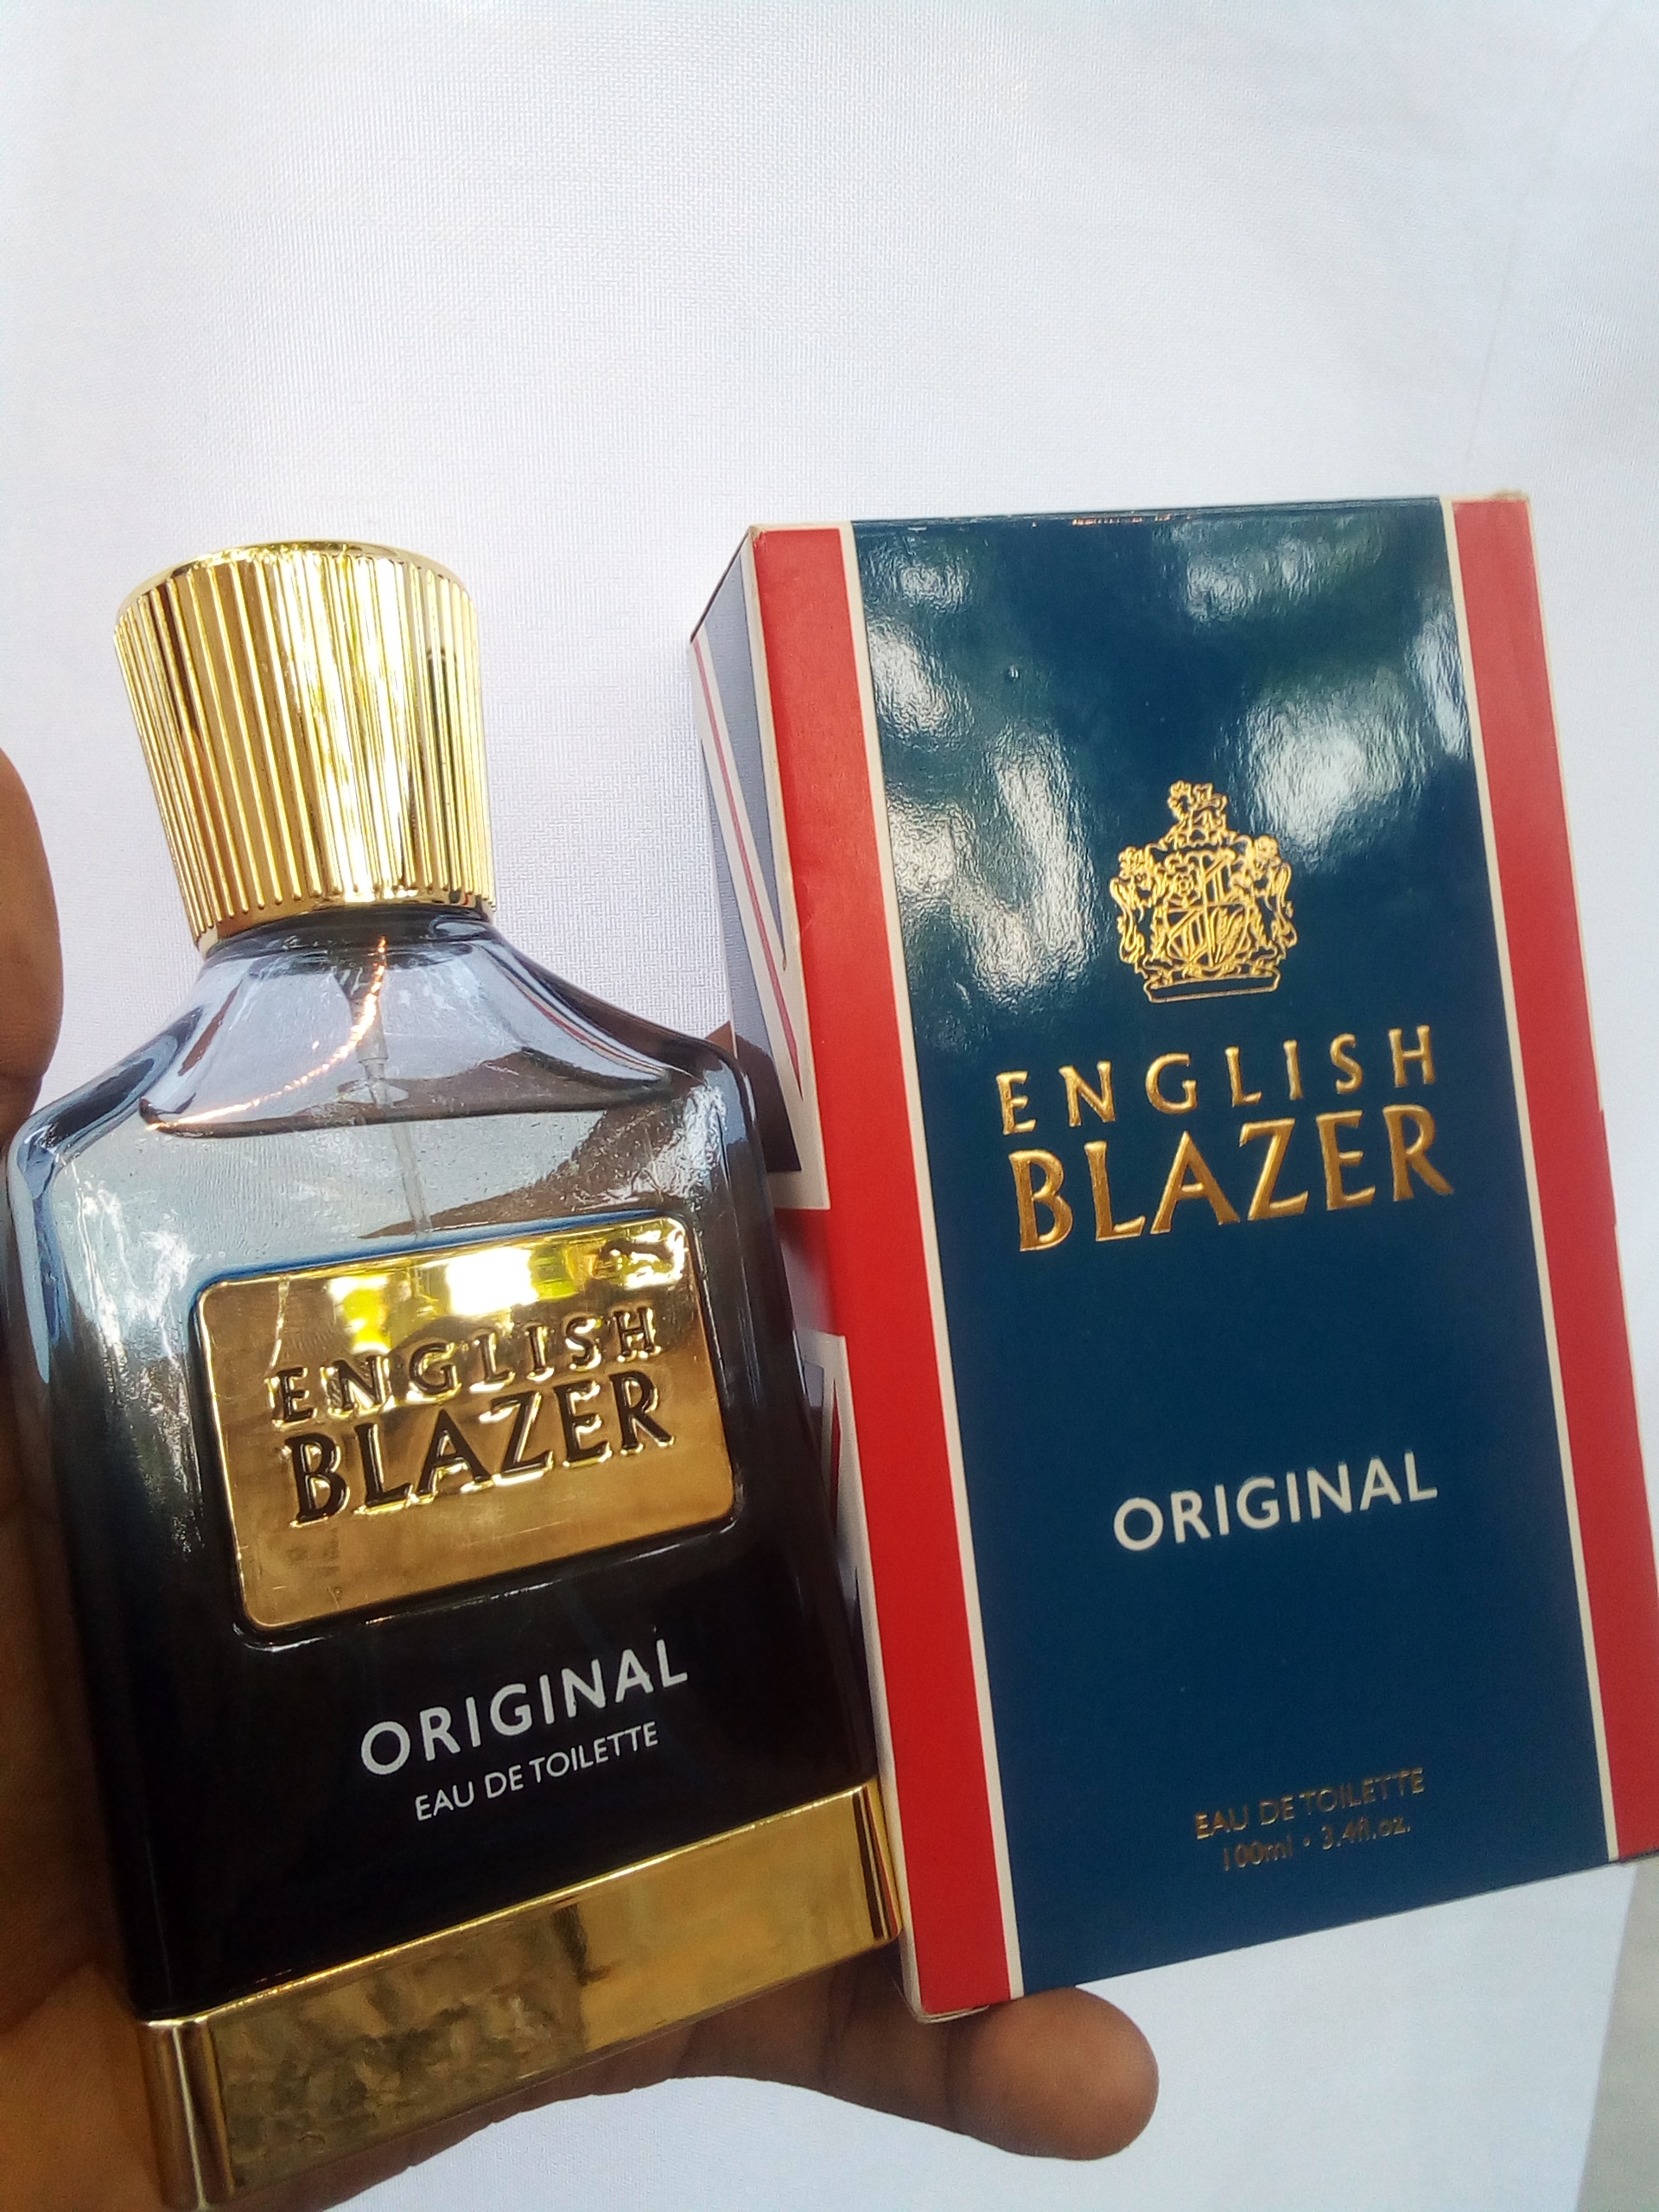 ENGLISH
BLAZER
ORIGINAL
EAU DE TOILETTE
ENGLISH
BLAZER
ORIGINAL
EAU DE TOILETTE
100ml • 3.4fl.oz.